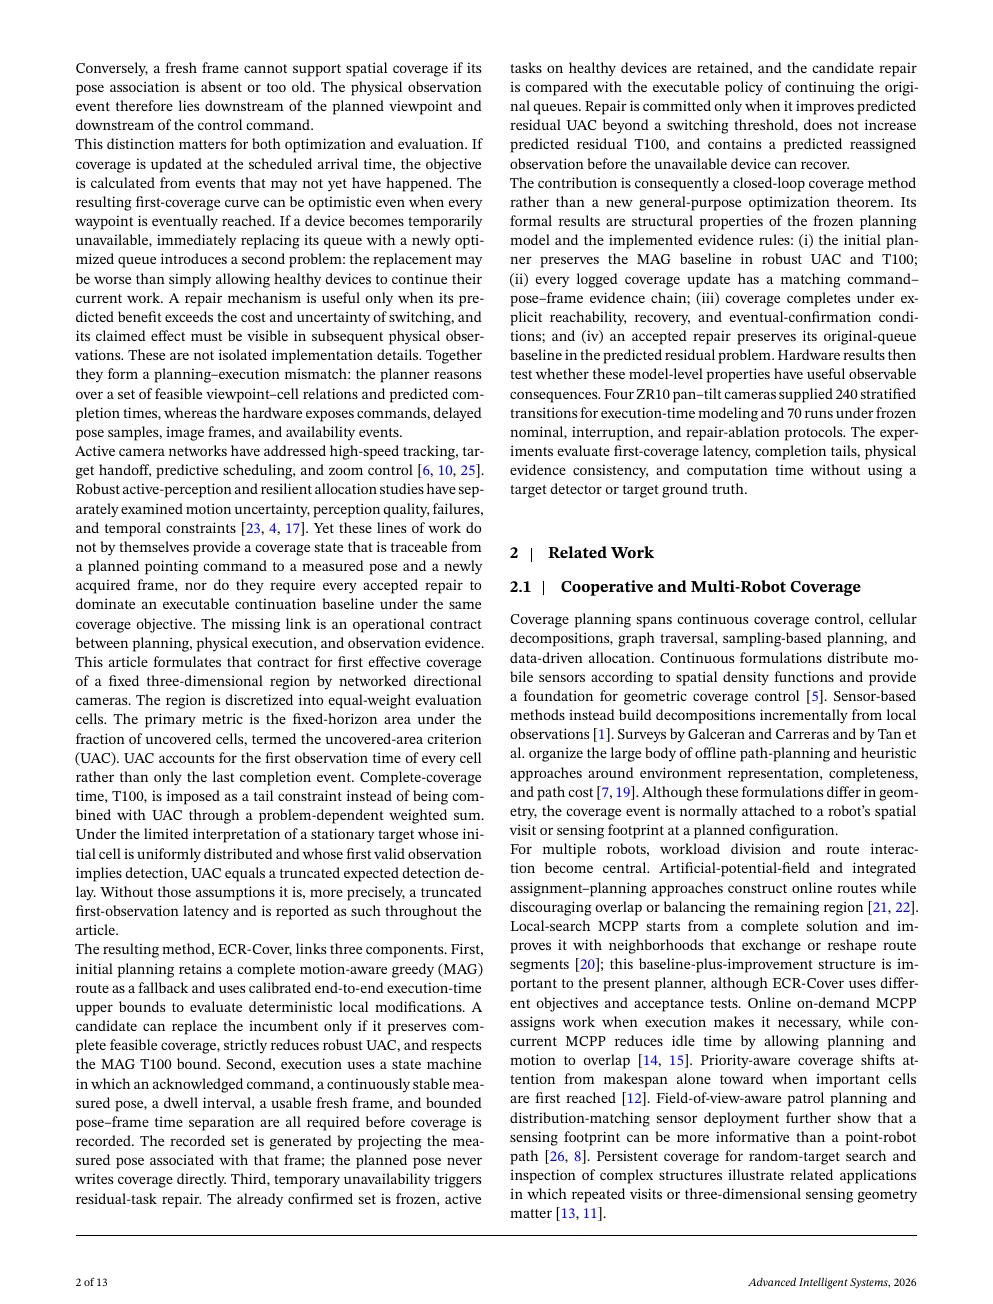 Conversely, a fresh frame cannot support spatial coverage if its
pose association is absent or too old. The physical observation
event therefore lies downstream of the planned viewpoint and
downstream of the control command.
This distinction matters for both optimization and evaluation. If
coverage is updated at the scheduled arrival time, the objective
is calculated from events that may not yet have happened. The
resulting first-coverage curve can be optimistic even when every
waypoint is eventually reached. If a device becomes temporarily
unavailable, immediately replacing its queue with a newly opti-
mized queue introduces a second problem: the replacement may
be worse than simply allowing healthy devices to continue their
current work. A repair mechanism is useful only when its pre-
dicted benefit exceeds the cost and uncertainty of switching, and
its claimed effect must be visible in subsequent physical obser-
vations. These are not isolated implementation details. Together
they form a planning–execution mismatch: the planner reasons
over a set of feasible viewpoint–cell relations and predicted com-
pletion times, whereas the hardware exposes commands, delayed
pose samples, image frames, and availability events.
Active camera networks have addressed high-speed tracking, tar-
get handoff, predictive scheduling, and zoom control [6, 10, 25].
Robust active-perception and resilient allocation studies have sep-
arately examined motion uncertainty, perception quality, failures,
and temporal constraints [23, 4, 17]. Yet these lines of work do
not by themselves provide a coverage state that is traceable from
a planned pointing command to a measured pose and a newly
acquired frame, nor do they require every accepted repair to
dominate an executable continuation baseline under the same
coverage objective. The missing link is an operational contract
between planning, physical execution, and observation evidence.
This article formulates that contract for first effective coverage
of a fixed three-dimensional region by networked directional
cameras. The region is discretized into equal-weight evaluation
cells. The primary metric is the fixed-horizon area under the
fraction of uncovered cells, termed the uncovered-area criterion
(UAC). UAC accounts for the first observation time of every cell
rather than only the last completion event. Complete-coverage
time, T100, is imposed as a tail constraint instead of being com-
bined with UAC through a problem-dependent weighted sum.
Under the limited interpretation of a stationary target whose ini-
tial cell is uniformly distributed and whose first valid observation
implies detection, UAC equals a truncated expected detection de-
lay. Without those assumptions it is, more precisely, a truncated
first-observation latency and is reported as such throughout the
article.
The resulting method, ECR-Cover, links three components. First,
initial planning retains a complete motion-aware greedy (MAG)
route as a fallback and uses calibrated end-to-end execution-time
upper bounds to evaluate deterministic local modifications. A
candidate can replace the incumbent only if it preserves com-
plete feasible coverage, strictly reduces robust UAC, and respects
the MAG T100 bound. Second, execution uses a state machine
in which an acknowledged command, a continuously stable mea-
sured pose, a dwell interval, a usable fresh frame, and bounded
pose–frame time separation are all required before coverage is
recorded. The recorded set is generated by projecting the mea-
sured pose associated with that frame; the planned pose never
writes coverage directly. Third, temporary unavailability triggers
residual-task repair. The already confirmed set is frozen, active
tasks on healthy devices are retained, and the candidate repair
is compared with the executable policy of continuing the origi-
nal queues. Repair is committed only when it improves predicted
residual UAC beyond a switching threshold, does not increase
predicted residual T100, and contains a predicted reassigned
observation before the unavailable device can recover.
The contribution is consequently a closed-loop coverage method
rather than a new general-purpose optimization theorem. Its
formal results are structural properties of the frozen planning
model and the implemented evidence rules: (i) the initial plan-
ner preserves the MAG baseline in robust UAC and T100;
(ii) every logged coverage update has a matching command–
pose–frame evidence chain; (iii) coverage completes under ex-
plicit reachability, recovery, and eventual-confirmation condi-
tions; and (iv) an accepted repair preserves its original-queue
baseline in the predicted residual problem. Hardware results then
test whether these model-level properties have useful observable
consequences. Four ZR10 pan–tilt cameras supplied 240 stratified
transitions for execution-time modeling and 70 runs under frozen
nominal, interruption, and repair-ablation protocols. The exper-
iments evaluate first-coverage latency, completion tails, physical
evidence consistency, and computation time without using a
target detector or target ground truth.
2 | Related Work
2.1 | Cooperative and Multi-Robot Coverage
Coverage planning spans continuous coverage control, cellular
decompositions, graph traversal, sampling-based planning, and
data-driven allocation. Continuous formulations distribute mo-
bile sensors according to spatial density functions and provide
a foundation for geometric coverage control [5]. Sensor-based
methods instead build decompositions incrementally from local
observations [1]. Surveys by Galceran and Carreras and by Tan et
al. organize the large body of offline path-planning and heuristic
approaches around environment representation, completeness,
and path cost [7, 19]. Although these formulations differ in geom-
etry, the coverage event is normally attached to a robot's spatial
visit or sensing footprint at a planned configuration.
For multiple robots, workload division and route interac-
tion become central. Artificial-potential-field and integrated
assignment–planning approaches construct online routes while
discouraging overlap or balancing the remaining region [21, 22].
Local-search MCPP starts from a complete solution and im-
proves it with neighborhoods that exchange or reshape route
segments [20]; this baseline-plus-improvement structure is im-
portant to the present planner, although ECR-Cover uses differ-
ent objectives and acceptance tests. Online on-demand MCPP
assigns work when execution makes it necessary, while con-
current MCPP reduces idle time by allowing planning and
motion to overlap [14, 15]. Priority-aware coverage shifts at-
tention from makespan alone toward when important cells
are first reached [12]. Field-of-view-aware patrol planning and
distribution-matching sensor deployment further show that a
sensing footprint can be more informative than a point-robot
path [26, 8]. Persistent coverage for random-target search and
inspection of complex structures illustrate related applications
in which repeated visits or three-dimensional sensing geometry
matter [13, 11].
2 of 13
Advanced Intelligent Systems, 2026